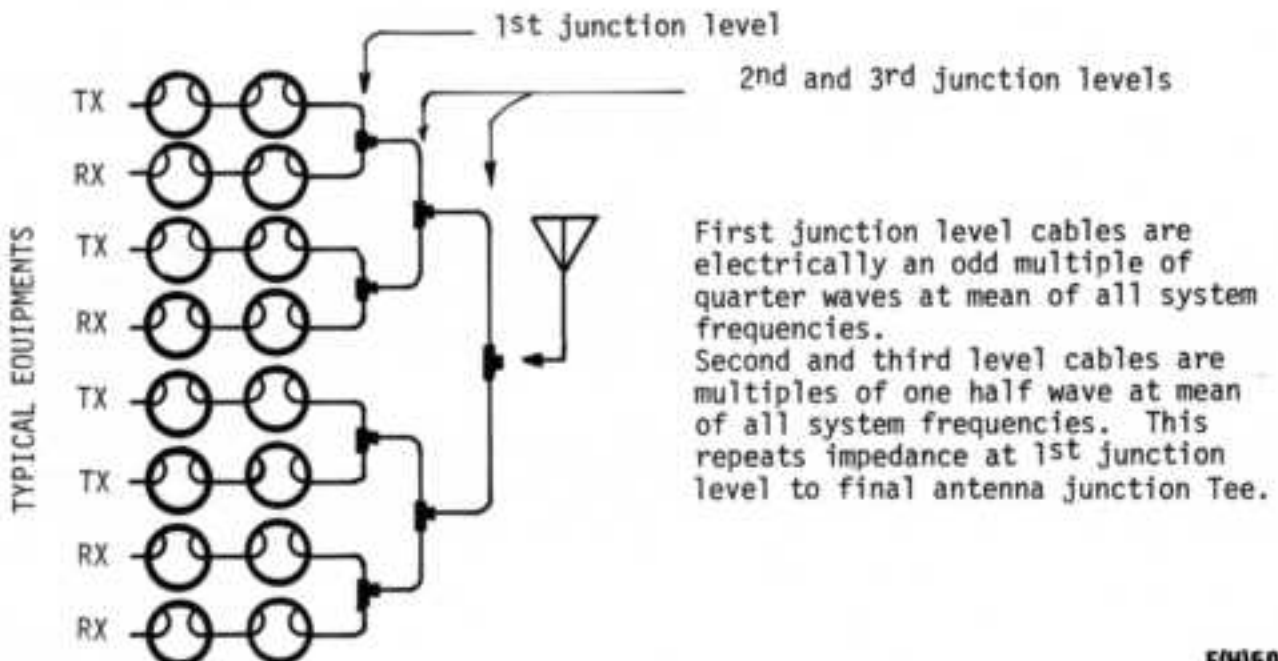 1st junction level
2nd and 3rd junction levels
TYPICAL EQUIPMENTS
TX
RX
TX
RX
TX
TX
RX
RX
First junction level cables are
electrically an odd multiple of
quarter waves at mean of all system
frequencies.
Second and third level cables are
multiples of one half wave at mean
of all system frequencies. This
repeats impedance at 1st junction
level to final antenna junction Tee.